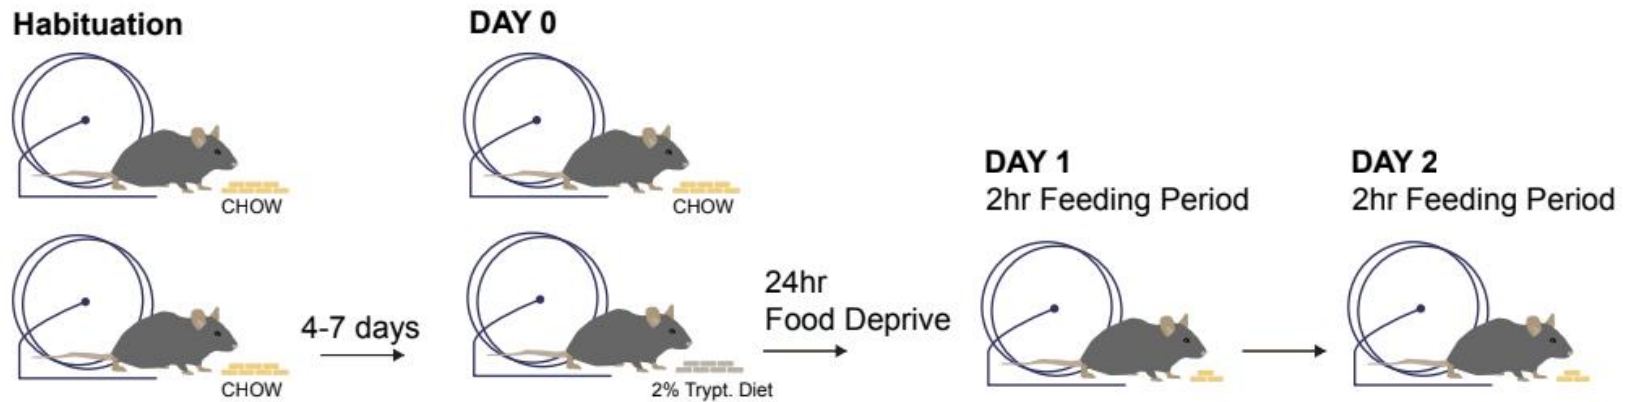 Habituation
DAY 0
CHOW
CHOW
DAY 1
2hr Feeding Period
DAY 2
2hr Feeding Period
4-7 days
24hr
Food Deprive
CHOW
2% Trypt. Diet